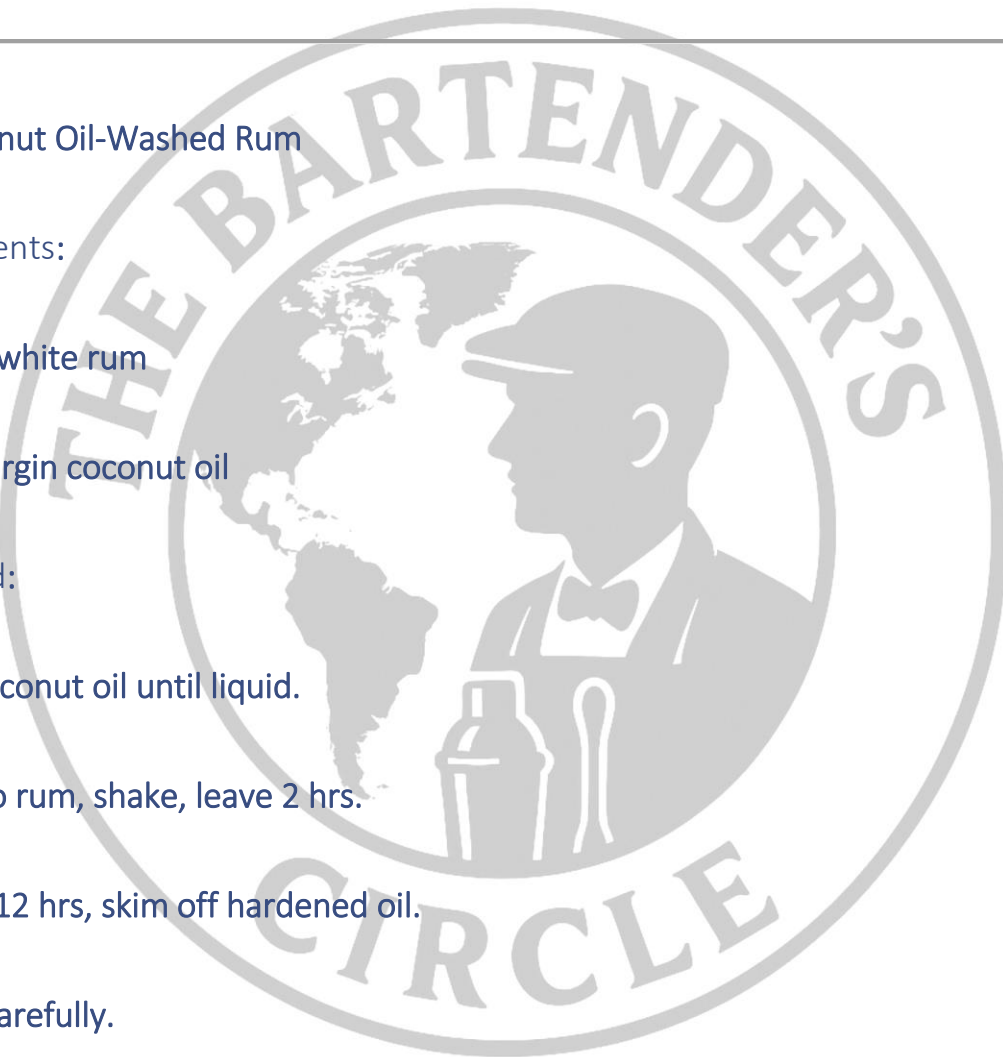 THE BARTENDER'S
nut Oil-Washed Rum
ents:
white rum
rgin coconut oil
d:
conut oil until liquid.
o rum, shake, leave 2 hrs.
12 hrs, skim off hardened oil.
arefully.
CIRCLE